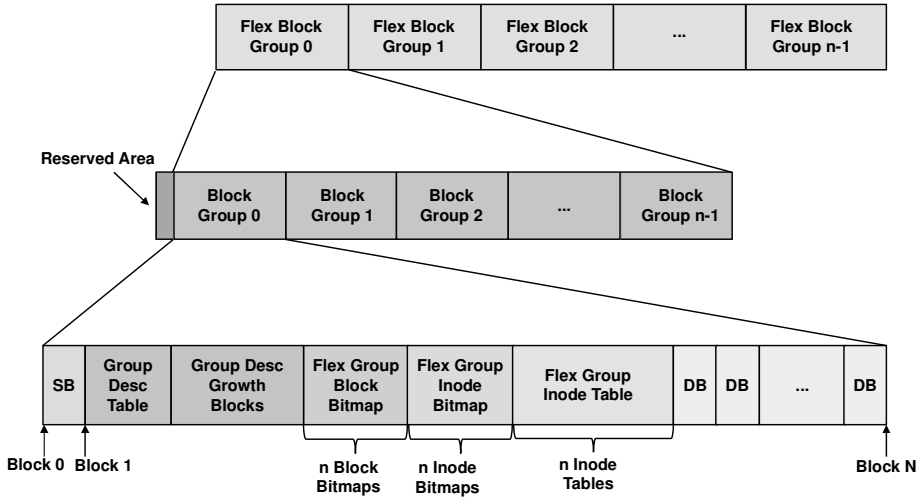 Flex Block Group 0
Flex Block Group 1
Flex Block Group 2
...
Flex Block Group n-1
Reserved Area
Block Group 0
Block Group 1
Block Group 2
...
Block Group n-1
SB
Group Desc Table
Group Desc Growth Blocks
Flex Group Block Bitmap
Flex Group Inode Bitmap
Flex Group Inode Table
DB
DB
...
DB
Block 0
Block 1
n Block Bitmaps
n Inode Bitmaps
n Inode Tables
Block N